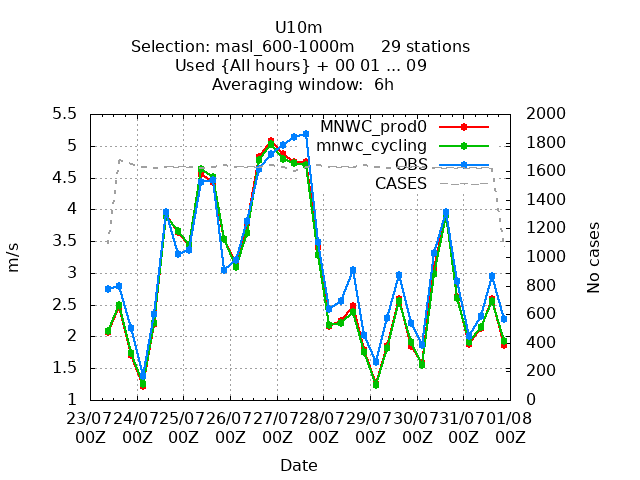 U10m
Selection: masl_600-1000m 29 stations
Used {All hours} + 00 01 ... 09
Averaging window: 6h
5.5
5
4.5
4
3.5
3
2.5
2
1.5
1
m/s
2000
1800
1600
1400
1200
1000
800
600
400
200
0
No cases
MNWC_prod0
mnwc_cycling
OBS
CASES
23/07 24/07 25/07 26/07 27/07 28/07 29/07 30/07 31/07 01/08
00Z 00Z 00Z 00Z 00Z 00Z 00Z 00Z 00Z 00Z
Date